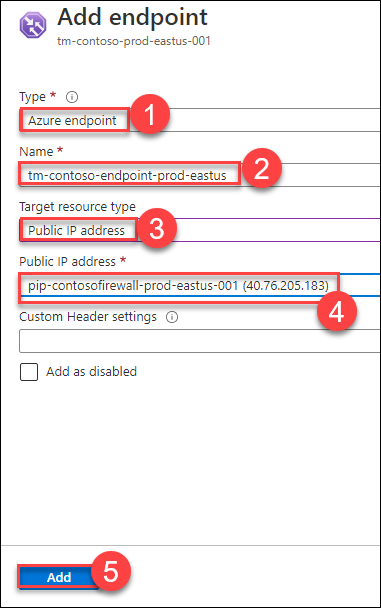 Add endpoint
tm-contoso-prod-eastus-001
Type * ⓘ
1
Azure endpoint
Name *
2
tm-contoso-endpoint-prod-eastus
Target resource type
Public IP address
3
Public IP address *
pip-contosofirewall-prod-eastus-001 (40.76.205.183)
4
Custom Header settings ⓘ
Add as disabled
Add
5